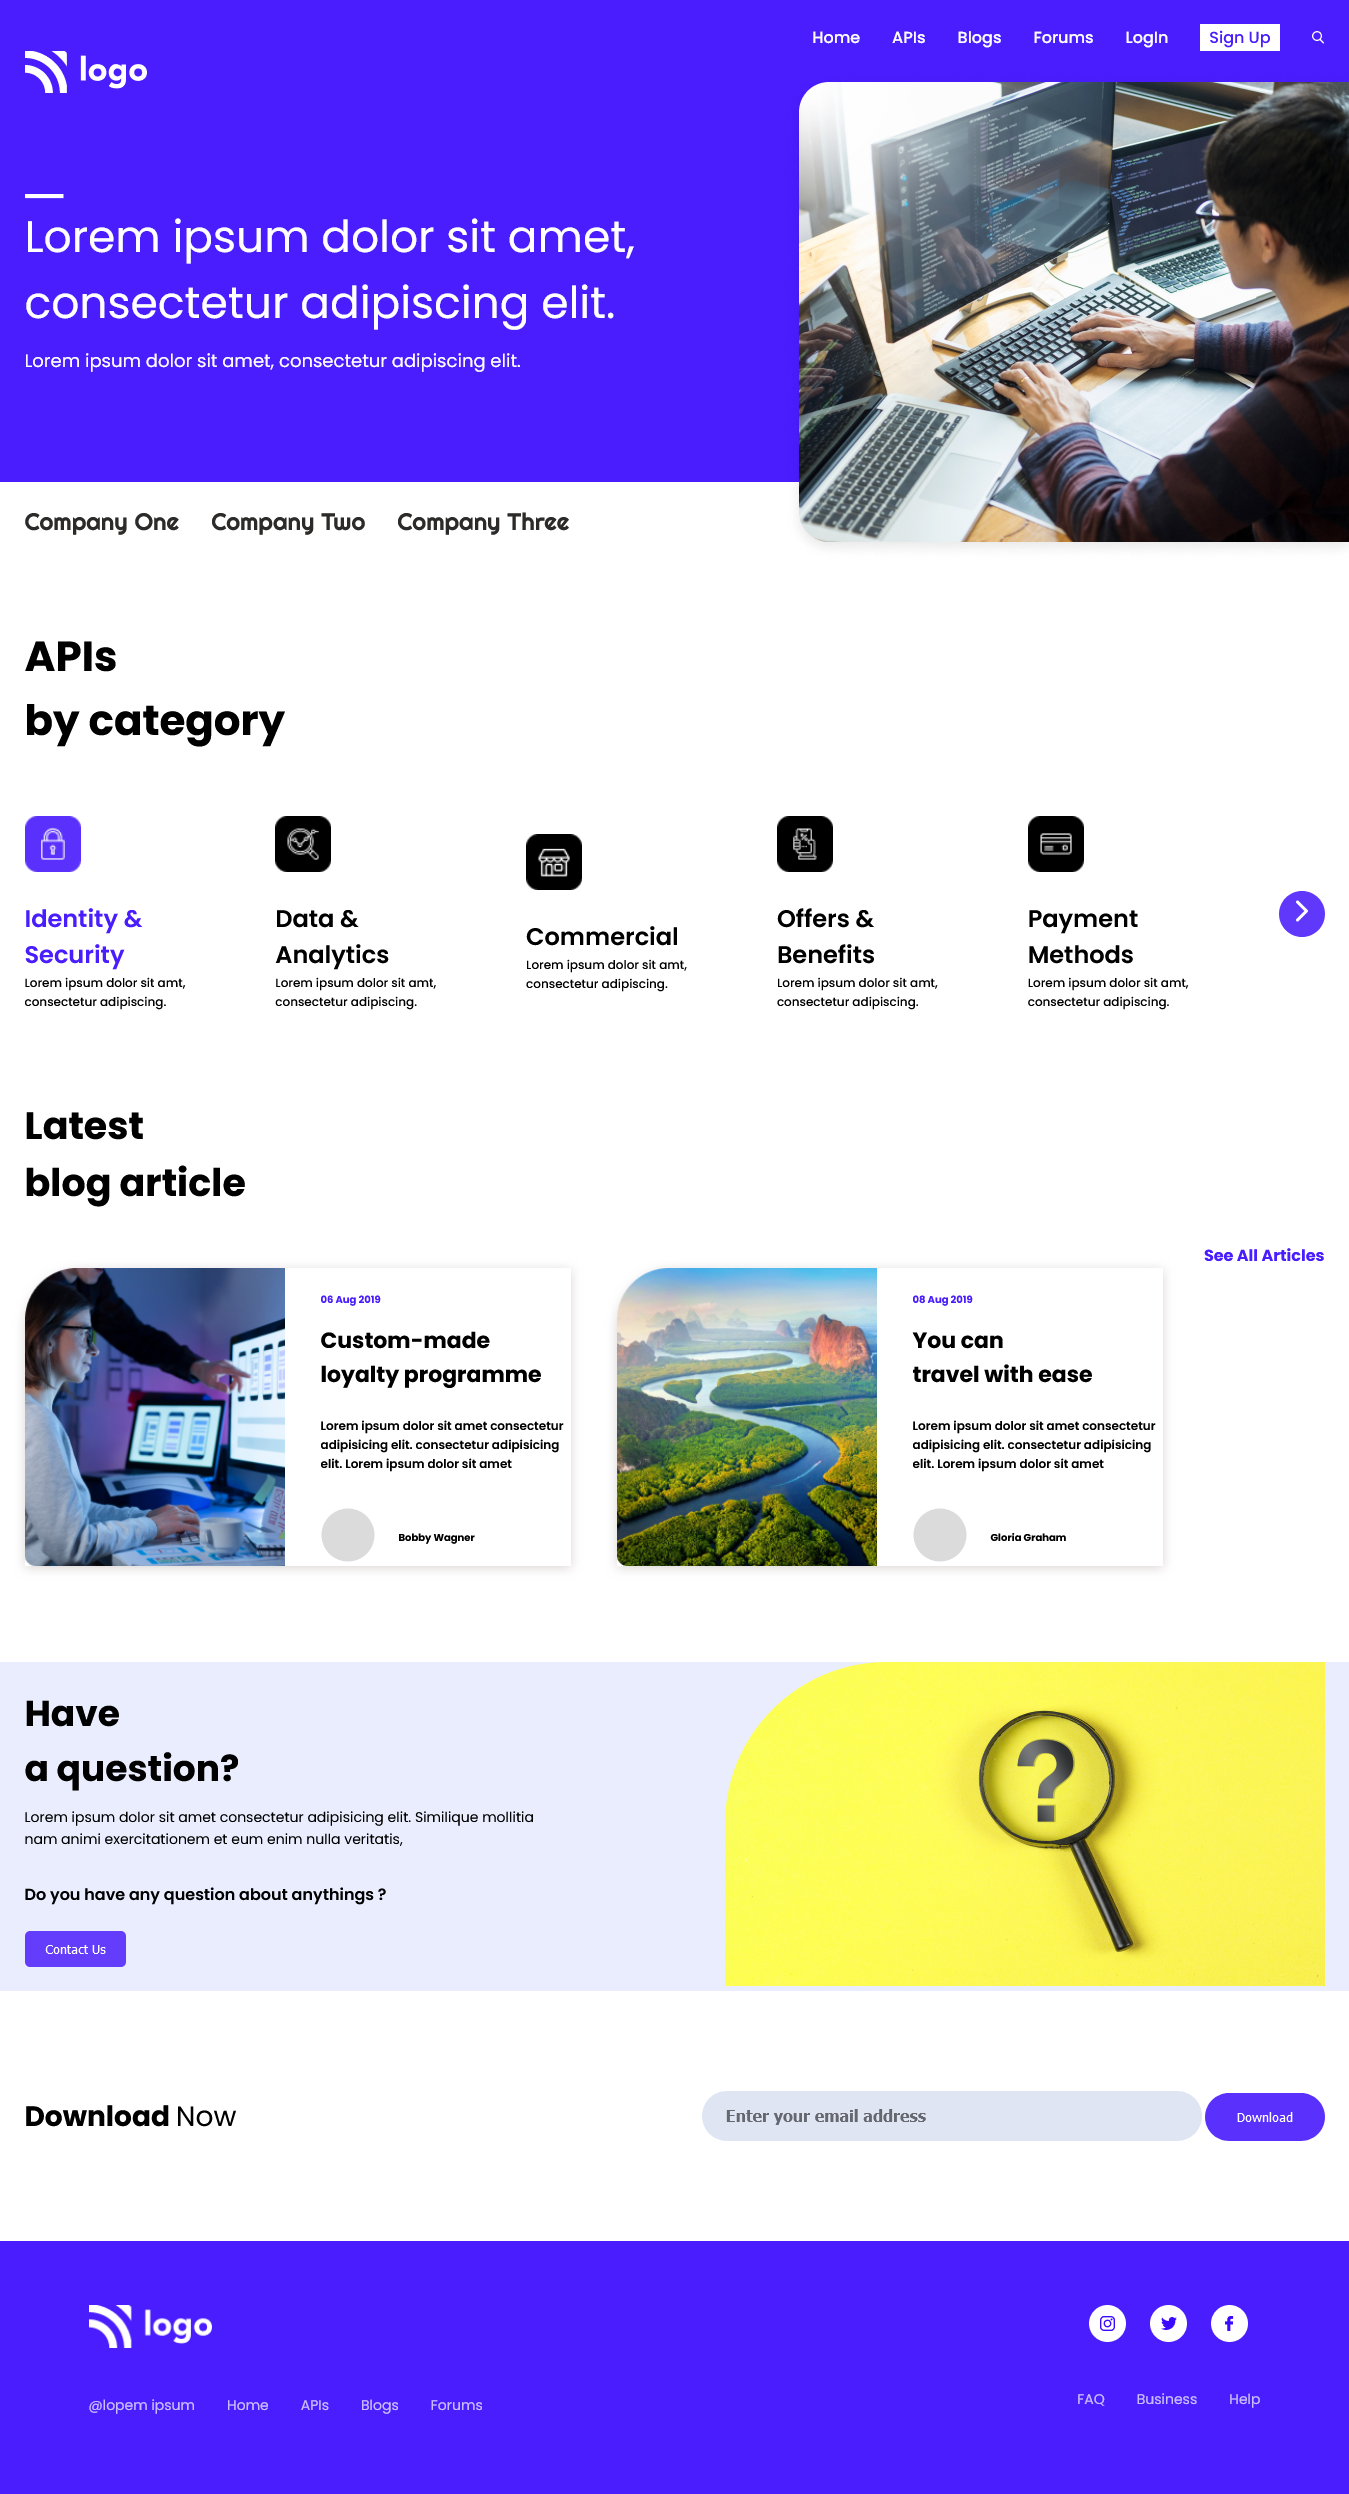 Home APIs Blogs Forums LogIn Sign Up
logo
Lorem ipsum dolor sit amet,
consectetur adipiscing elit.
Lorem ipsum dolor sit amet, consectetur adipiscing elit.
Company One Company Two Company Three
APIs
by category
Identity &
Security
Lorem ipsum dolor sit amt,
consectetur adipiscing.
Data &
Analytics
Lorem ipsum dolor sit amt,
consectetur adipiscing.
Commercial
Lorem ipsum dolor sit amt,
consectetur adipiscing.
Offers &
Benefits
Lorem ipsum dolor sit amt,
consectetur adipiscing.
Payment
Methods
Lorem ipsum dolor sit amt,
consectetur adipiscing.
Latest
blog article
See All Articles
06 Aug 2019
Custom-made
loyalty programme
Lorem ipsum dolor sit amet consectetur
adipisicing elit. consectetur adipisicing
elit. Lorem ipsum dolor sit amet
Bobby Wagner
08 Aug 2019
You can
travel with ease
Lorem ipsum dolor sit amet consectetur
adipisicing elit. consectetur adipisicing
elit. Lorem ipsum dolor sit amet
Gloria Graham
Have
a question?
Lorem ipsum dolor sit amet consectetur adipisicing elit. Similique mollitia
nam animi exercitationem et eum enim nulla veritatis,
Do you have any question about anythings ?
Contact Us
?
Download Now
Enter your email address
Download
logo
@lopem ipsum Home APIs Blogs Forums
FAQ Business Help